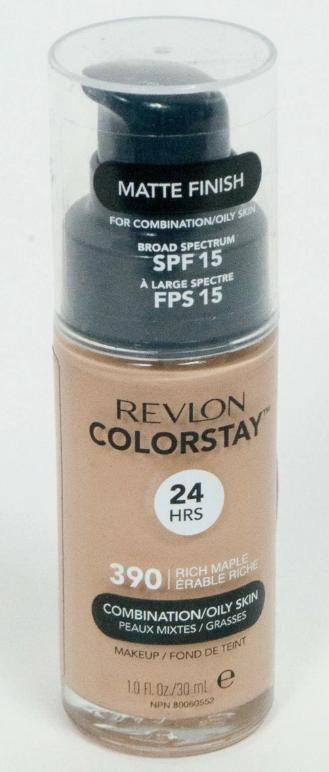 MATTE FINISH
FOR COMBINATION/OILY SKIN
BROAD SPECTRUM
SPF 15
À LARGE SPECTRE
FPS 15
REVLON
COLORSTAY™
24
HRS
390 | RICH MAPLE
ÉRABLE RICHE
COMBINATION/OILY SKIN
PEAUX MIXTES / GRASSES
MAKEUP / FOND DE TEINT
1.0 fl. oz./30 mL e
NPN 80060552